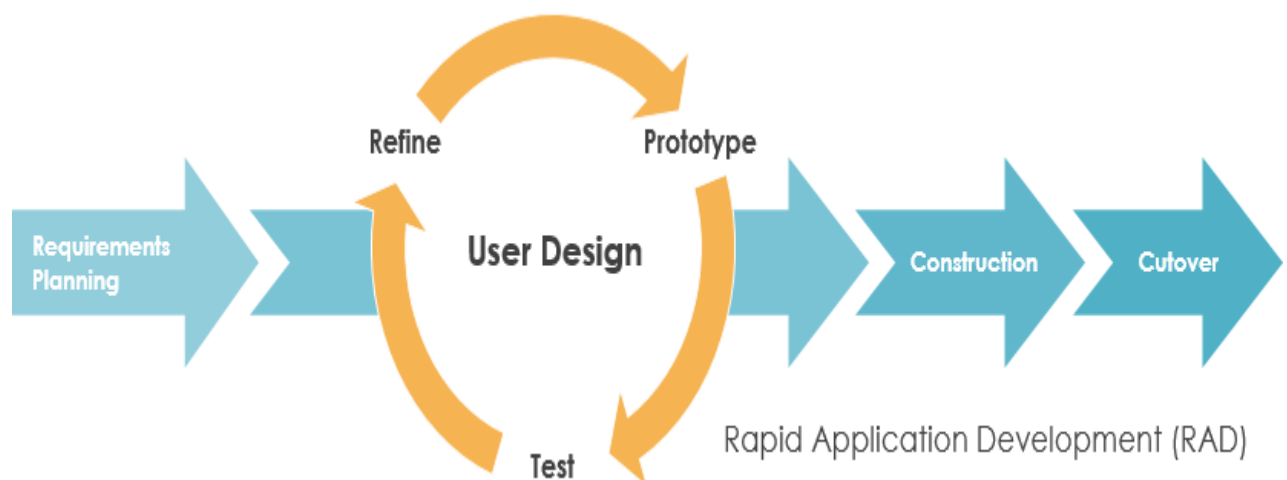 Refine
Prototype
Requirements
Planning
User Design
Construction
Cutover
Test
Rapid Application Development (RAD)